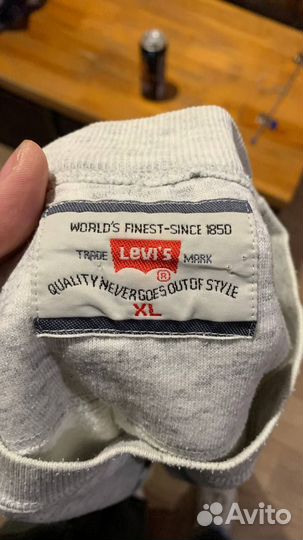 WORLD'S FINEST-SINCE 1850
TRADE Levi's MARK
®
QUALITY NEVER GOES OUT OF STYLE
XL
Avito